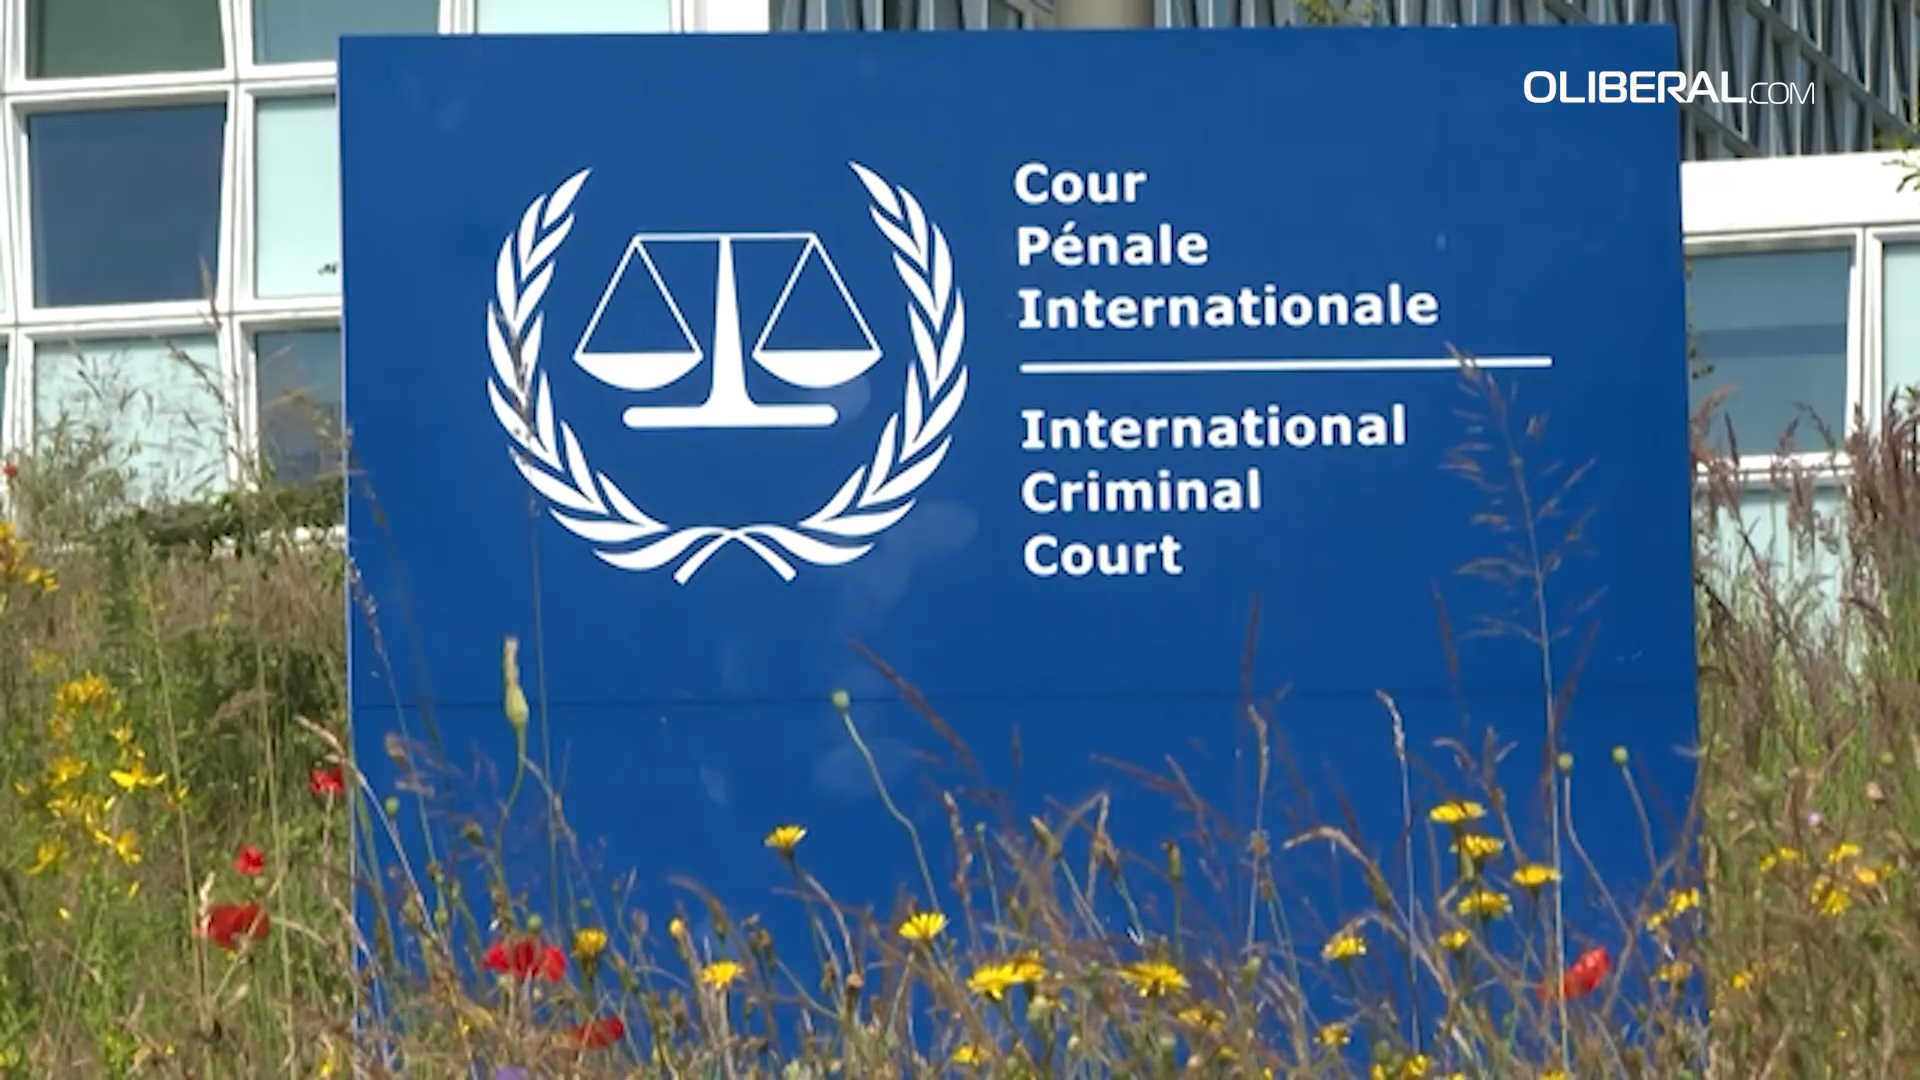 OLIBERAL.COM
Cour
Pénale
Internationale
International
Criminal
Court